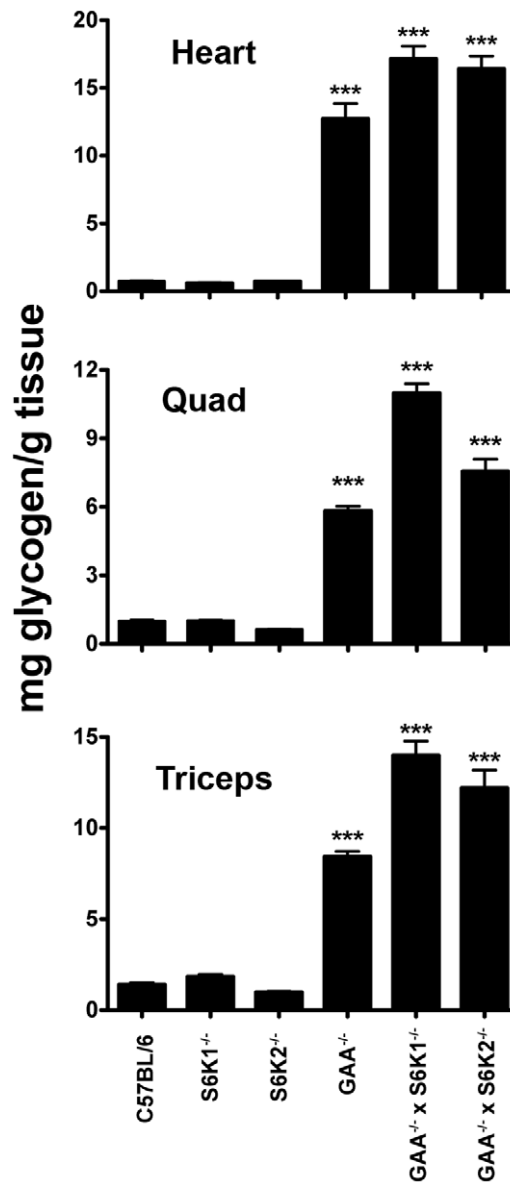 mg glycogen/g tissue
20
15
10
5
0
Heart
***
***
***
12
9
6
3
0
Quad
***
***
***
15
10
5
0
Triceps
***
***
***
C57BL/6
S6K1-/-
S6K2-/-
GAA-/-
GAA-/- x S6K1-/-
GAA-/- x S6K2-/-